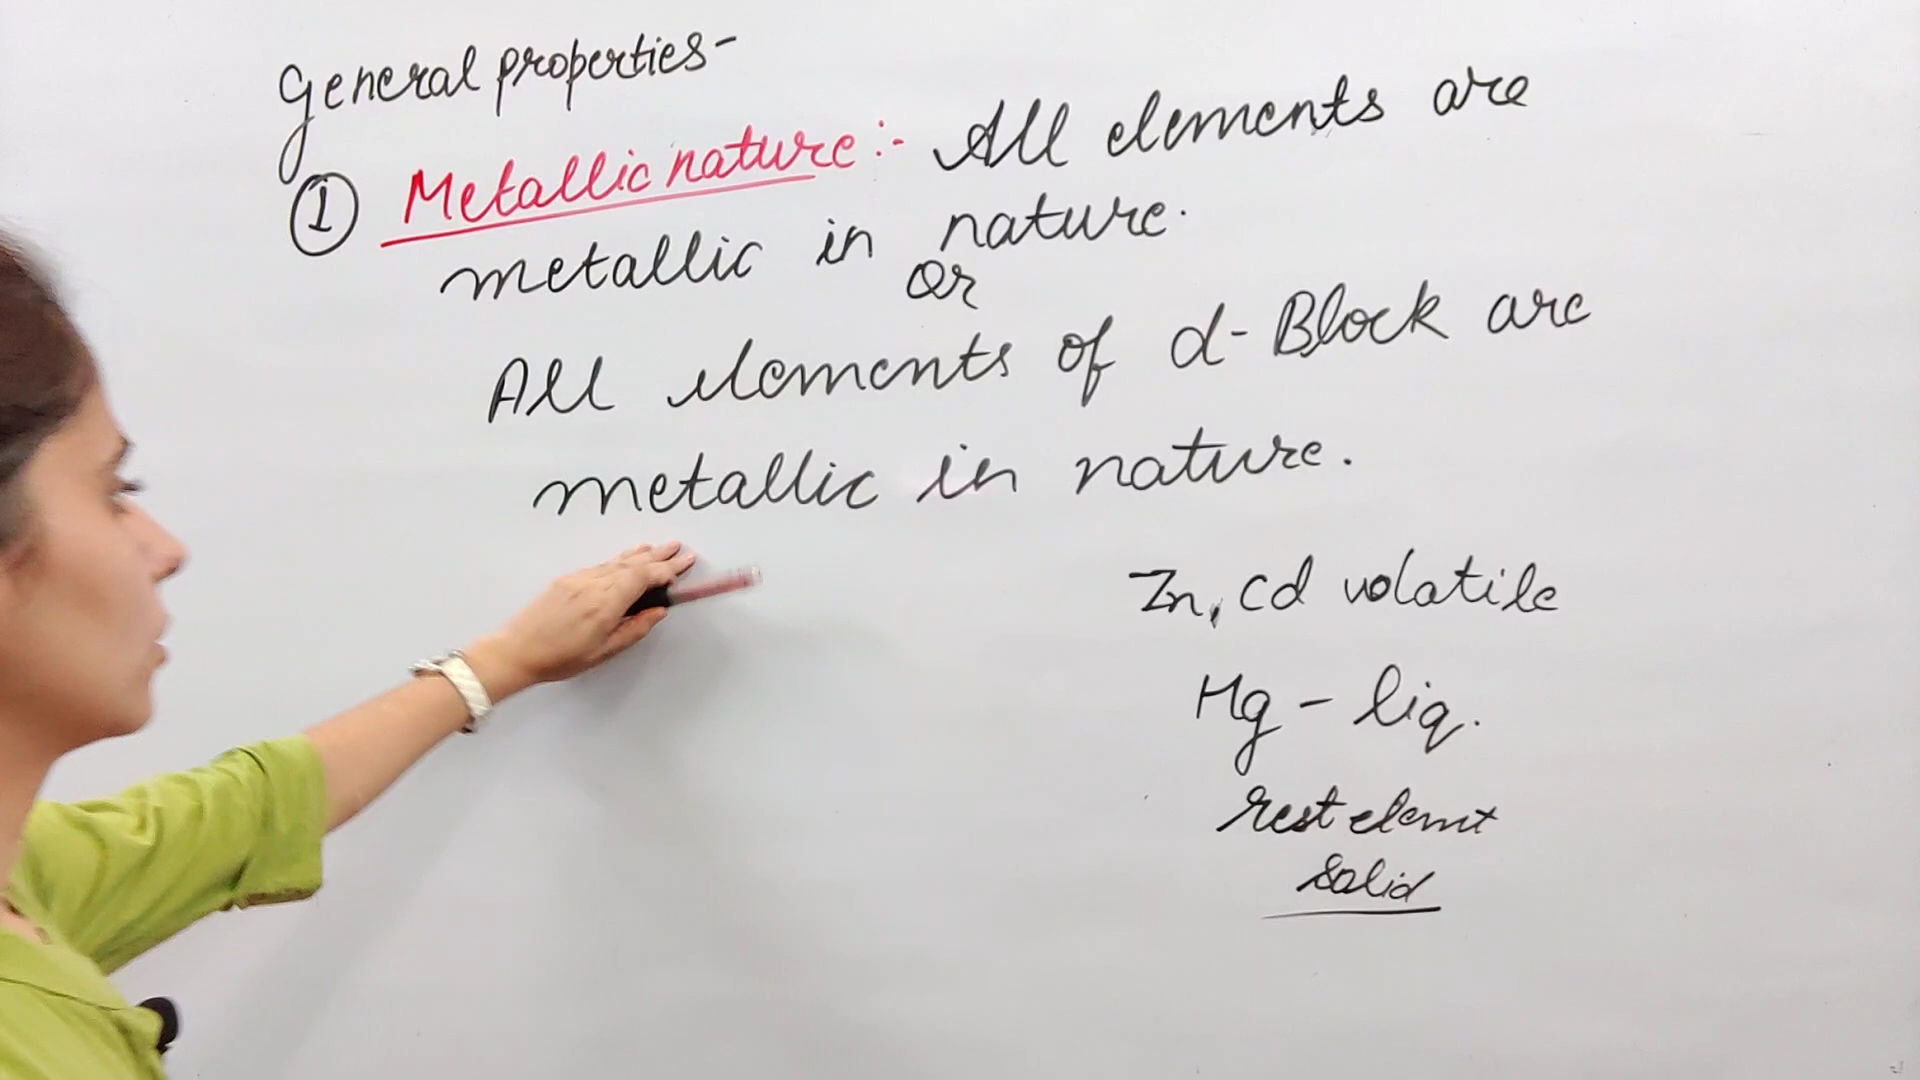 General properties-
① Metallic nature :- All elements are
metallic in nature.
or
All elements of d-Block are
metallic in nature.
Zn, Cd volatile
Hg - liq.
rest elemt
solid